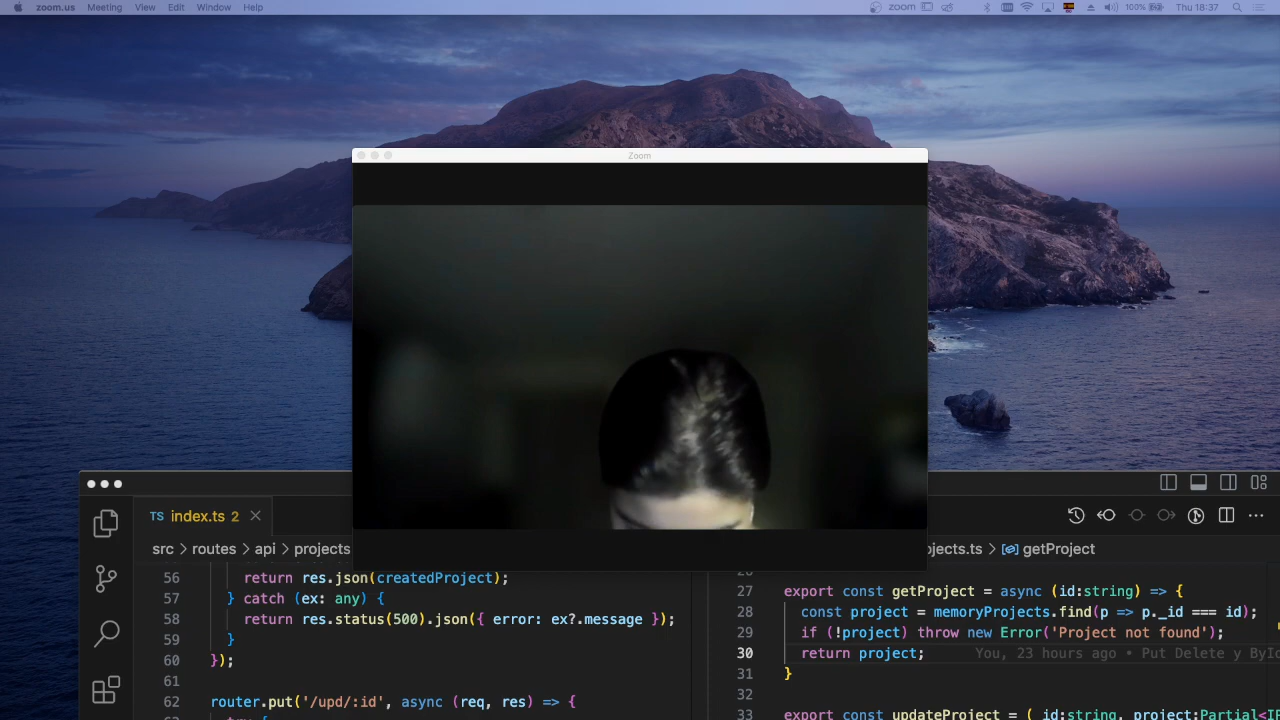 zoom.us Meeting View Edit Window Help zoom 100% Thu 18:37
Zoom
TS index.ts 2
src > routes > api > projects
jects.ts > getProject
56 return res.json(createdProject);
57 } catch (ex: any) {
58 return res.status(500).json({ error: ex?.message });
59 }
60 });
61
62 router.put('/upd/:id', async (req, res) => {
27 export const getProject = async (id:string) => {
28 const project = memoryProjects.find(p => p._id === id);
29 if (!project) throw new Error('Project not found');
30 return project; You, 23 hours ago • Put Delete y ById
31 }
32
33 export const updateProject = ( id:string, project:Partial<IP